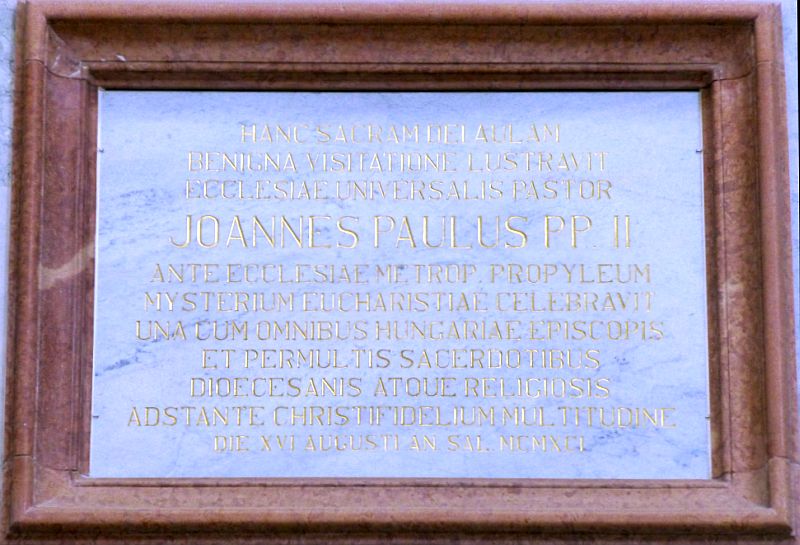 HANC SACRAM DEI AULAM
BENIGNA VISITATIONE LUSTRAVIT
ECCLESIAE UNIVERSALIS PASTOR
JOANNES PAULUS PP. II
ANTE ECCLESIAE METROP. PROPYLEUM
MYSTERIUM EUCHARISTIAE CELEBRAVIT
UNA CUM OMNIBUS HUNGARIAE EPISCOPIS
ET PERMULTIS SACERDOTIBUS
DIOECESANIS ATQUE RELIGIOSIS
ADSTANTE CHRISTIFIDELIUM MULTITUDINE
DIE XVI AUGUSTI AN. SAL. MCMXCI.